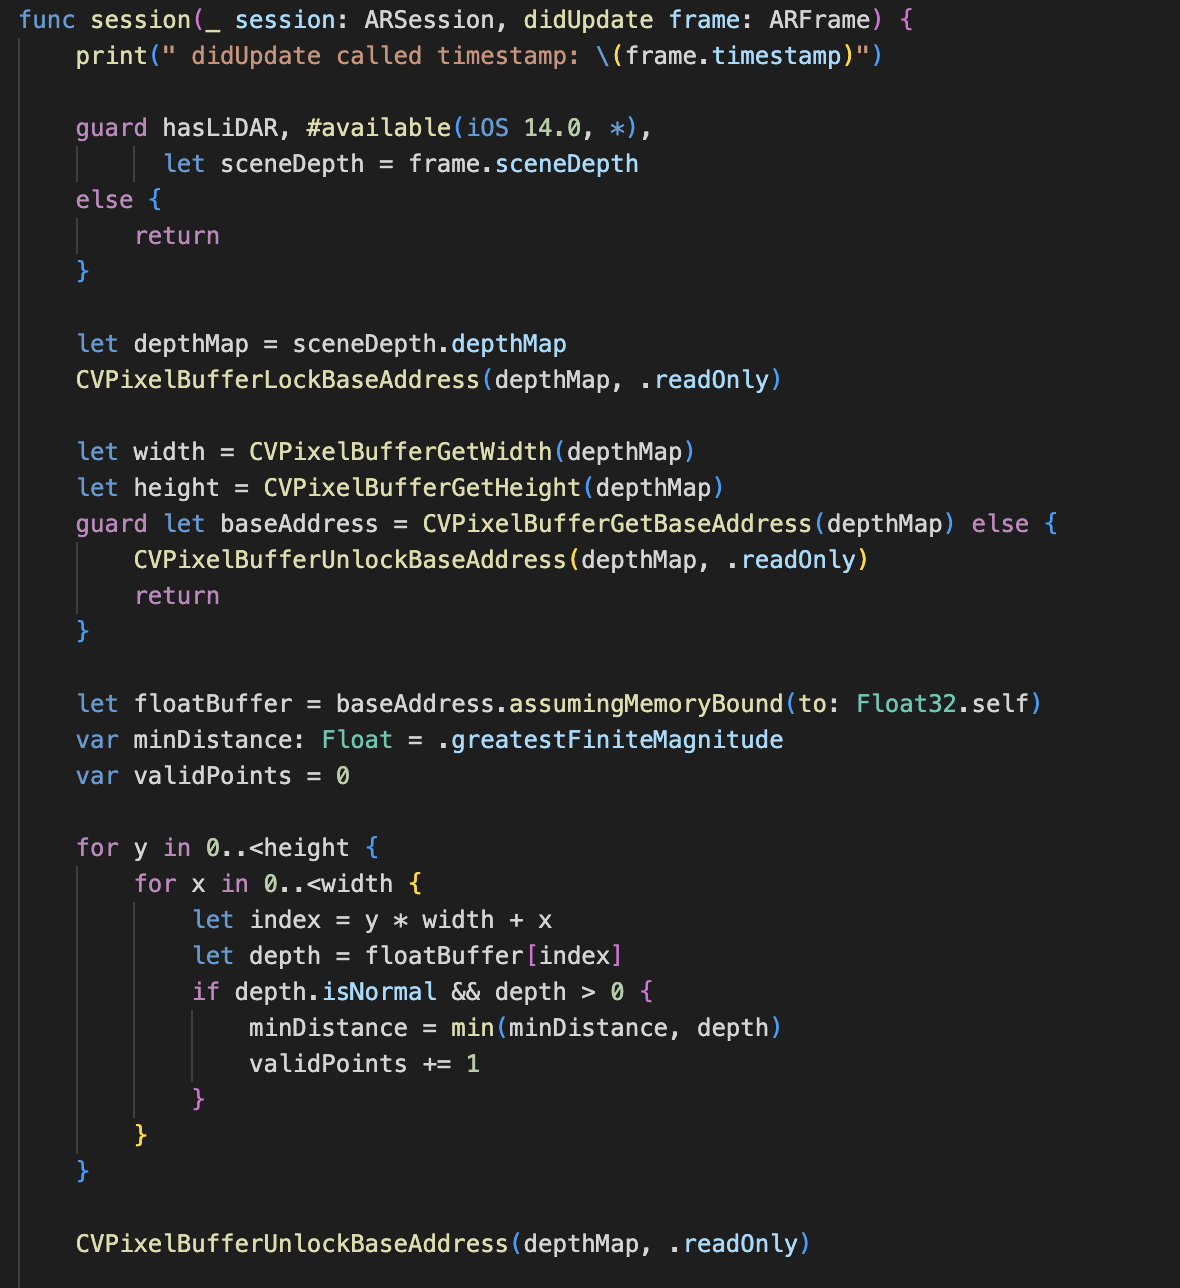 func session(_ session: ARSession, didUpdate frame: ARFrame) {
    print(" didUpdate called timestamp: \(frame.timestamp)")

    guard hasLiDAR, #available(iOS 14.0, *),
          let sceneDepth = frame.sceneDepth
    else {
        return
    }

    let depthMap = sceneDepth.depthMap
    CVPixelBufferLockBaseAddress(depthMap, .readOnly)

    let width = CVPixelBufferGetWidth(depthMap)
    let height = CVPixelBufferGetHeight(depthMap)
    guard let baseAddress = CVPixelBufferGetBaseAddress(depthMap) else {
        CVPixelBufferUnlockBaseAddress(depthMap, .readOnly)
        return
    }

    let floatBuffer = baseAddress.assumingMemoryBound(to: Float32.self)
    var minDistance: Float = .greatestFiniteMagnitude
    var validPoints = 0

    for y in 0..<height {
        for x in 0..<width {
            let index = y * width + x
            let depth = floatBuffer[index]
            if depth.isNormal && depth > 0 {
                minDistance = min(minDistance, depth)
                validPoints += 1
            }
        }
    }

    CVPixelBufferUnlockBaseAddress(depthMap, .readOnly)